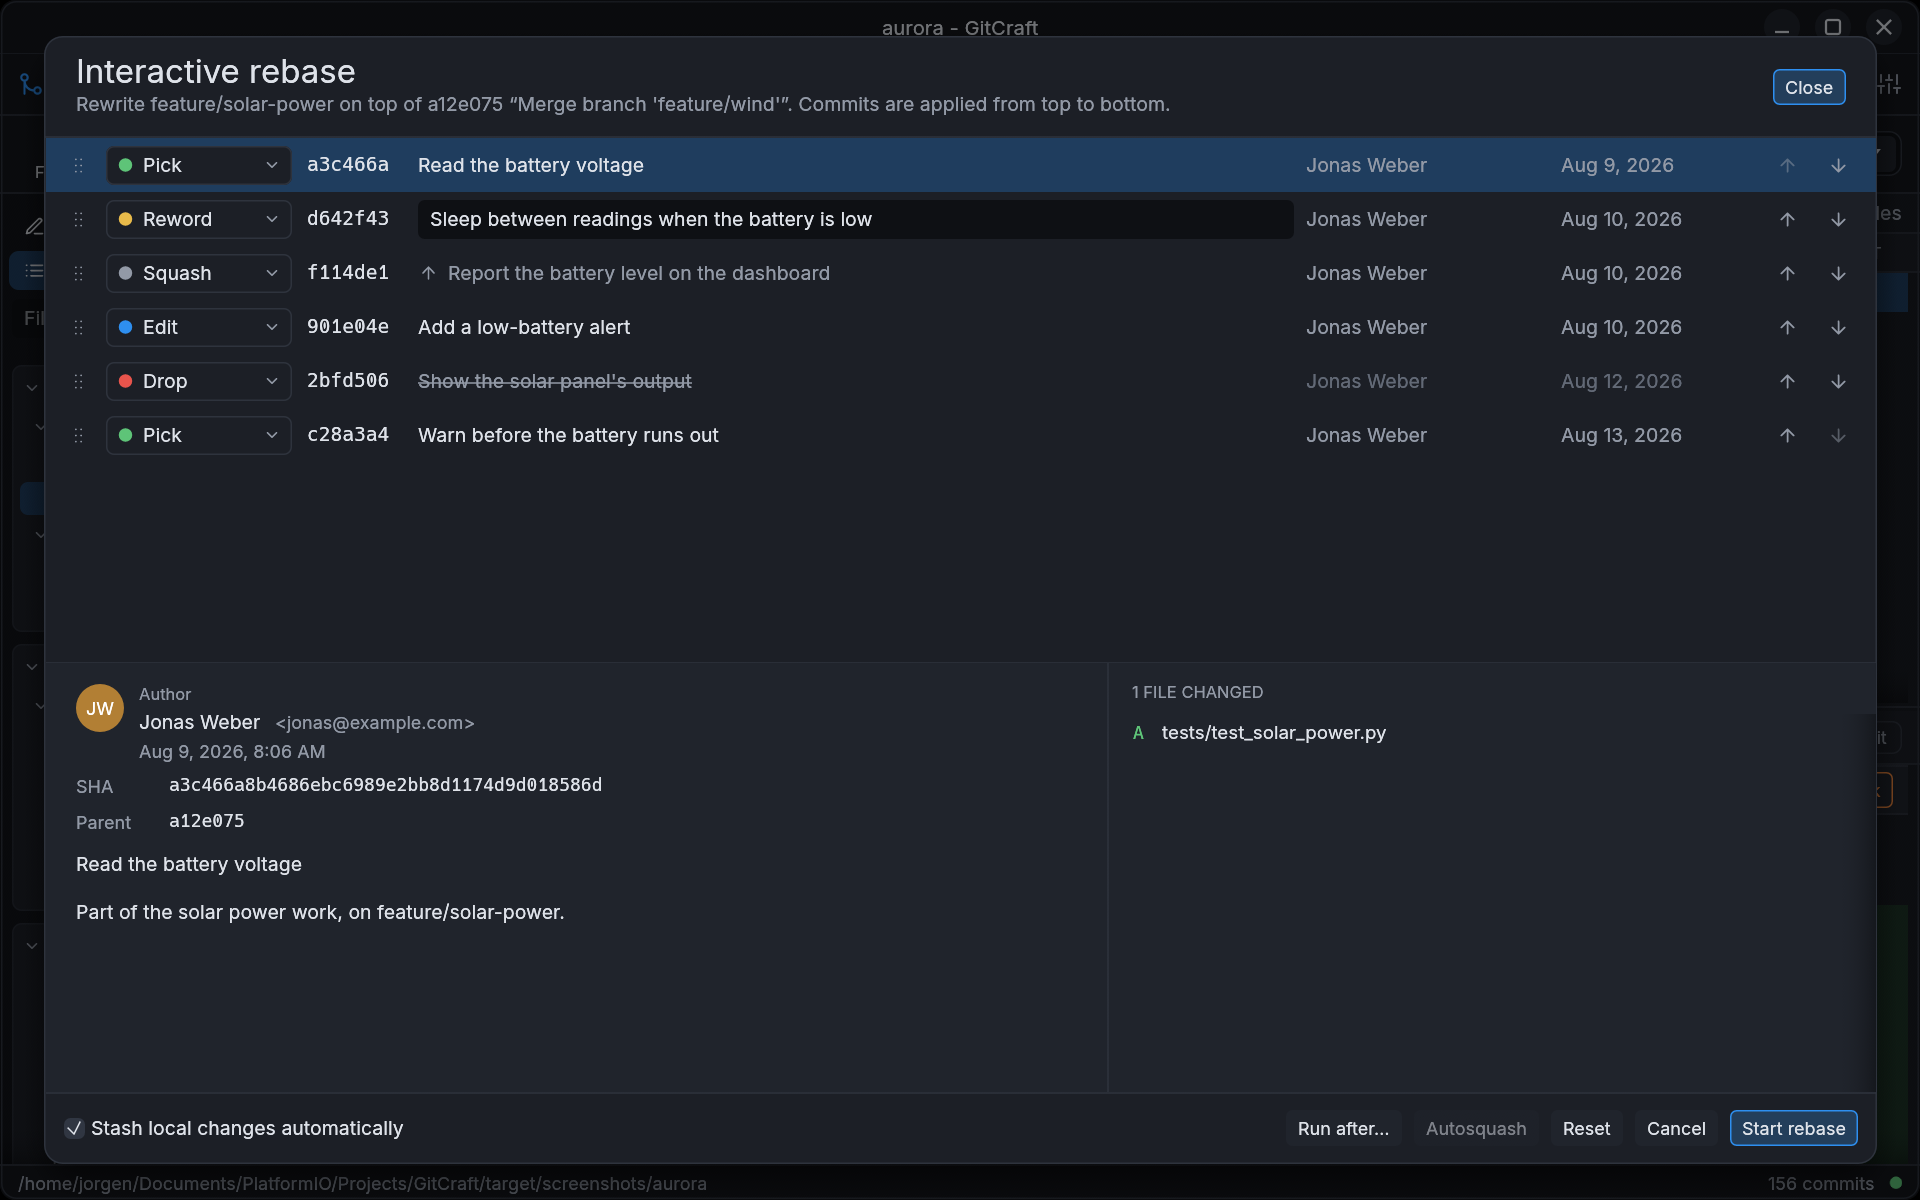 aurora - GitCraft
Interactive rebase
Rewrite feature/solar-power on top of a12e075 “Merge branch 'feature/wind'”. Commits are applied from top to bottom.
Close
Pick a3c466a Read the battery voltage Jonas Weber Aug 9, 2026
Reword d642f43 Sleep between readings when the battery is low Jonas Weber Aug 10, 2026
Squash f114de1 Report the battery level on the dashboard Jonas Weber Aug 10, 2026
Edit 901e04e Add a low-battery alert Jonas Weber Aug 10, 2026
Drop 2bfd506 Show the solar panel's output Jonas Weber Aug 12, 2026
Pick c28a3a4 Warn before the battery runs out Jonas Weber Aug 13, 2026
JW
Author
Jonas Weber <jonas@example.com>
Aug 9, 2026, 8:06 AM
SHA a3c466a8b4686ebc6989e2bb8d1174d9d018586d
Parent a12e075
Read the battery voltage
Part of the solar power work, on feature/solar-power.
1 FILE CHANGED
A tests/test_solar_power.py
Stash local changes automatically
Run after... Autosquash Reset Cancel Start rebase
/home/jorgen/Documents/PlatformIO/Projects/GitCraft/target/screenshots/aurora
156 commits